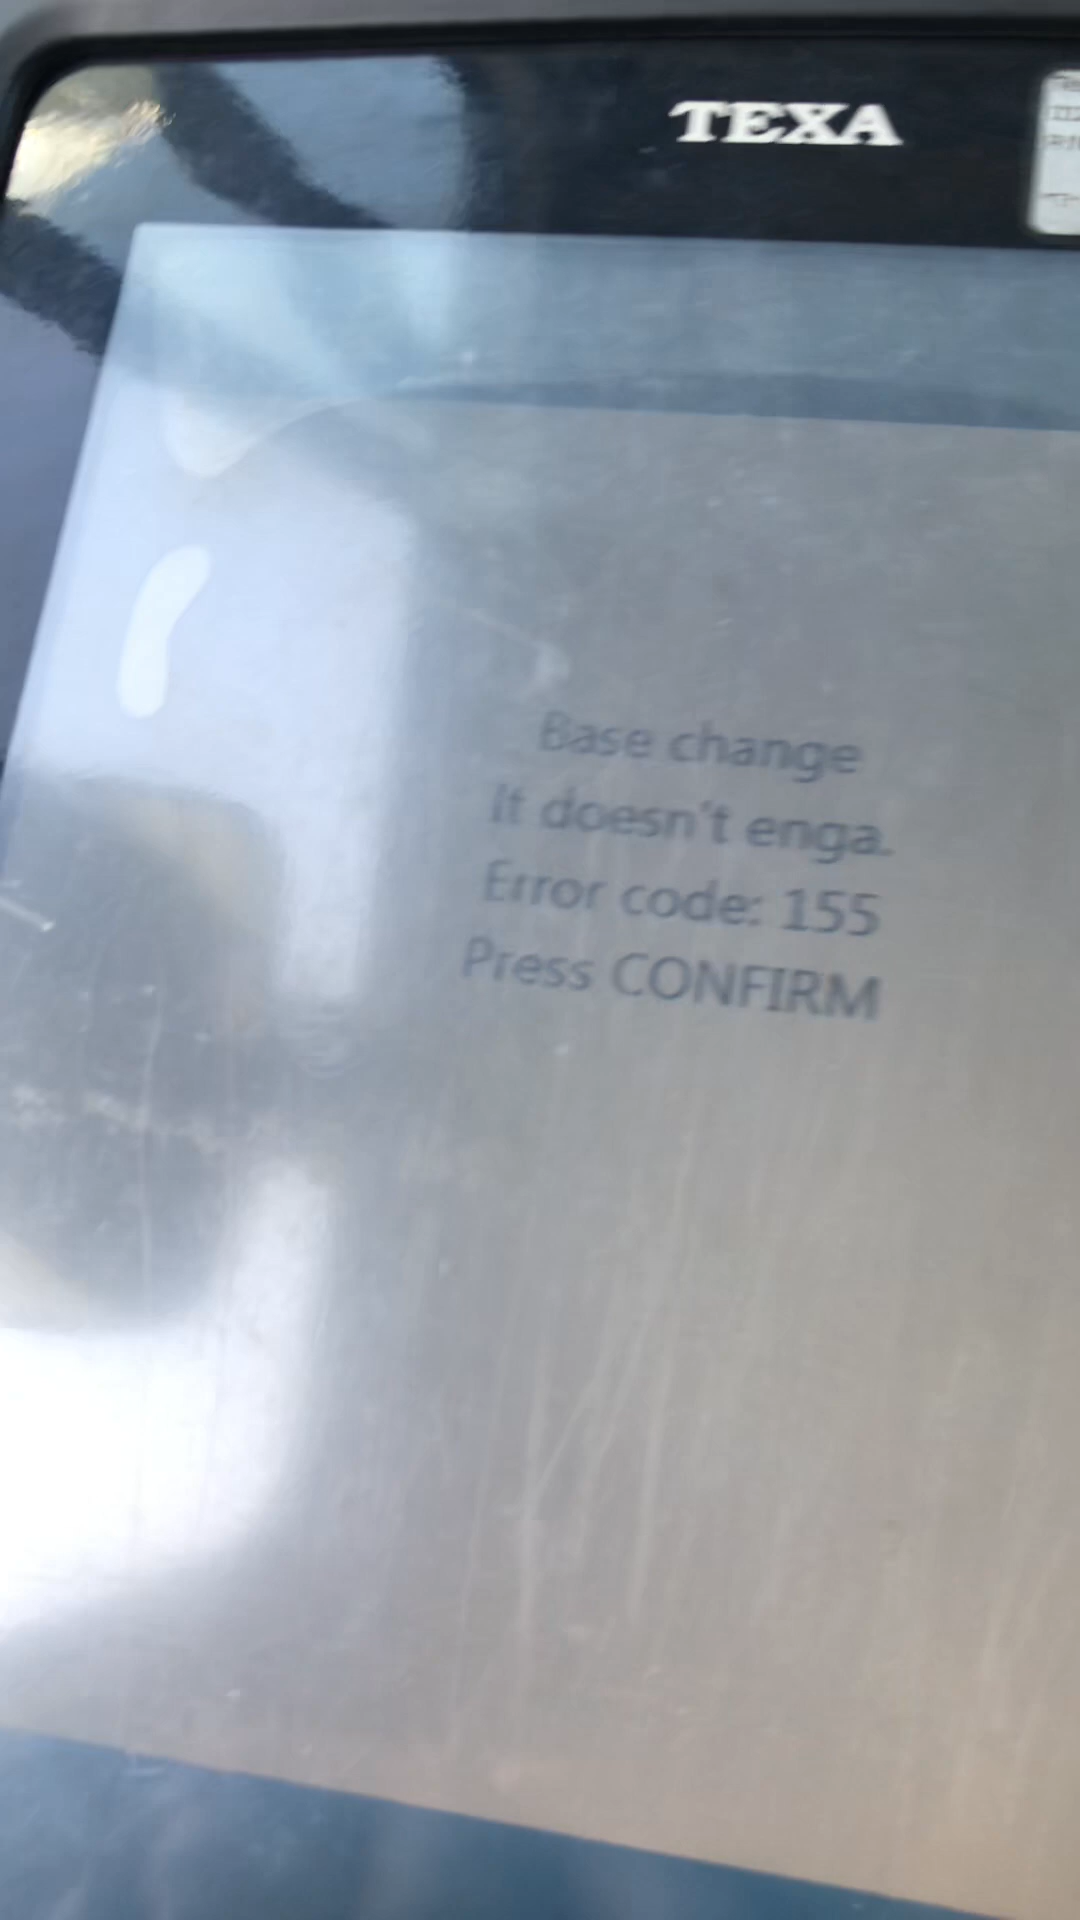 TEXA
Base change
It doesn't enga.
Error code: 155
Press CONFIRM